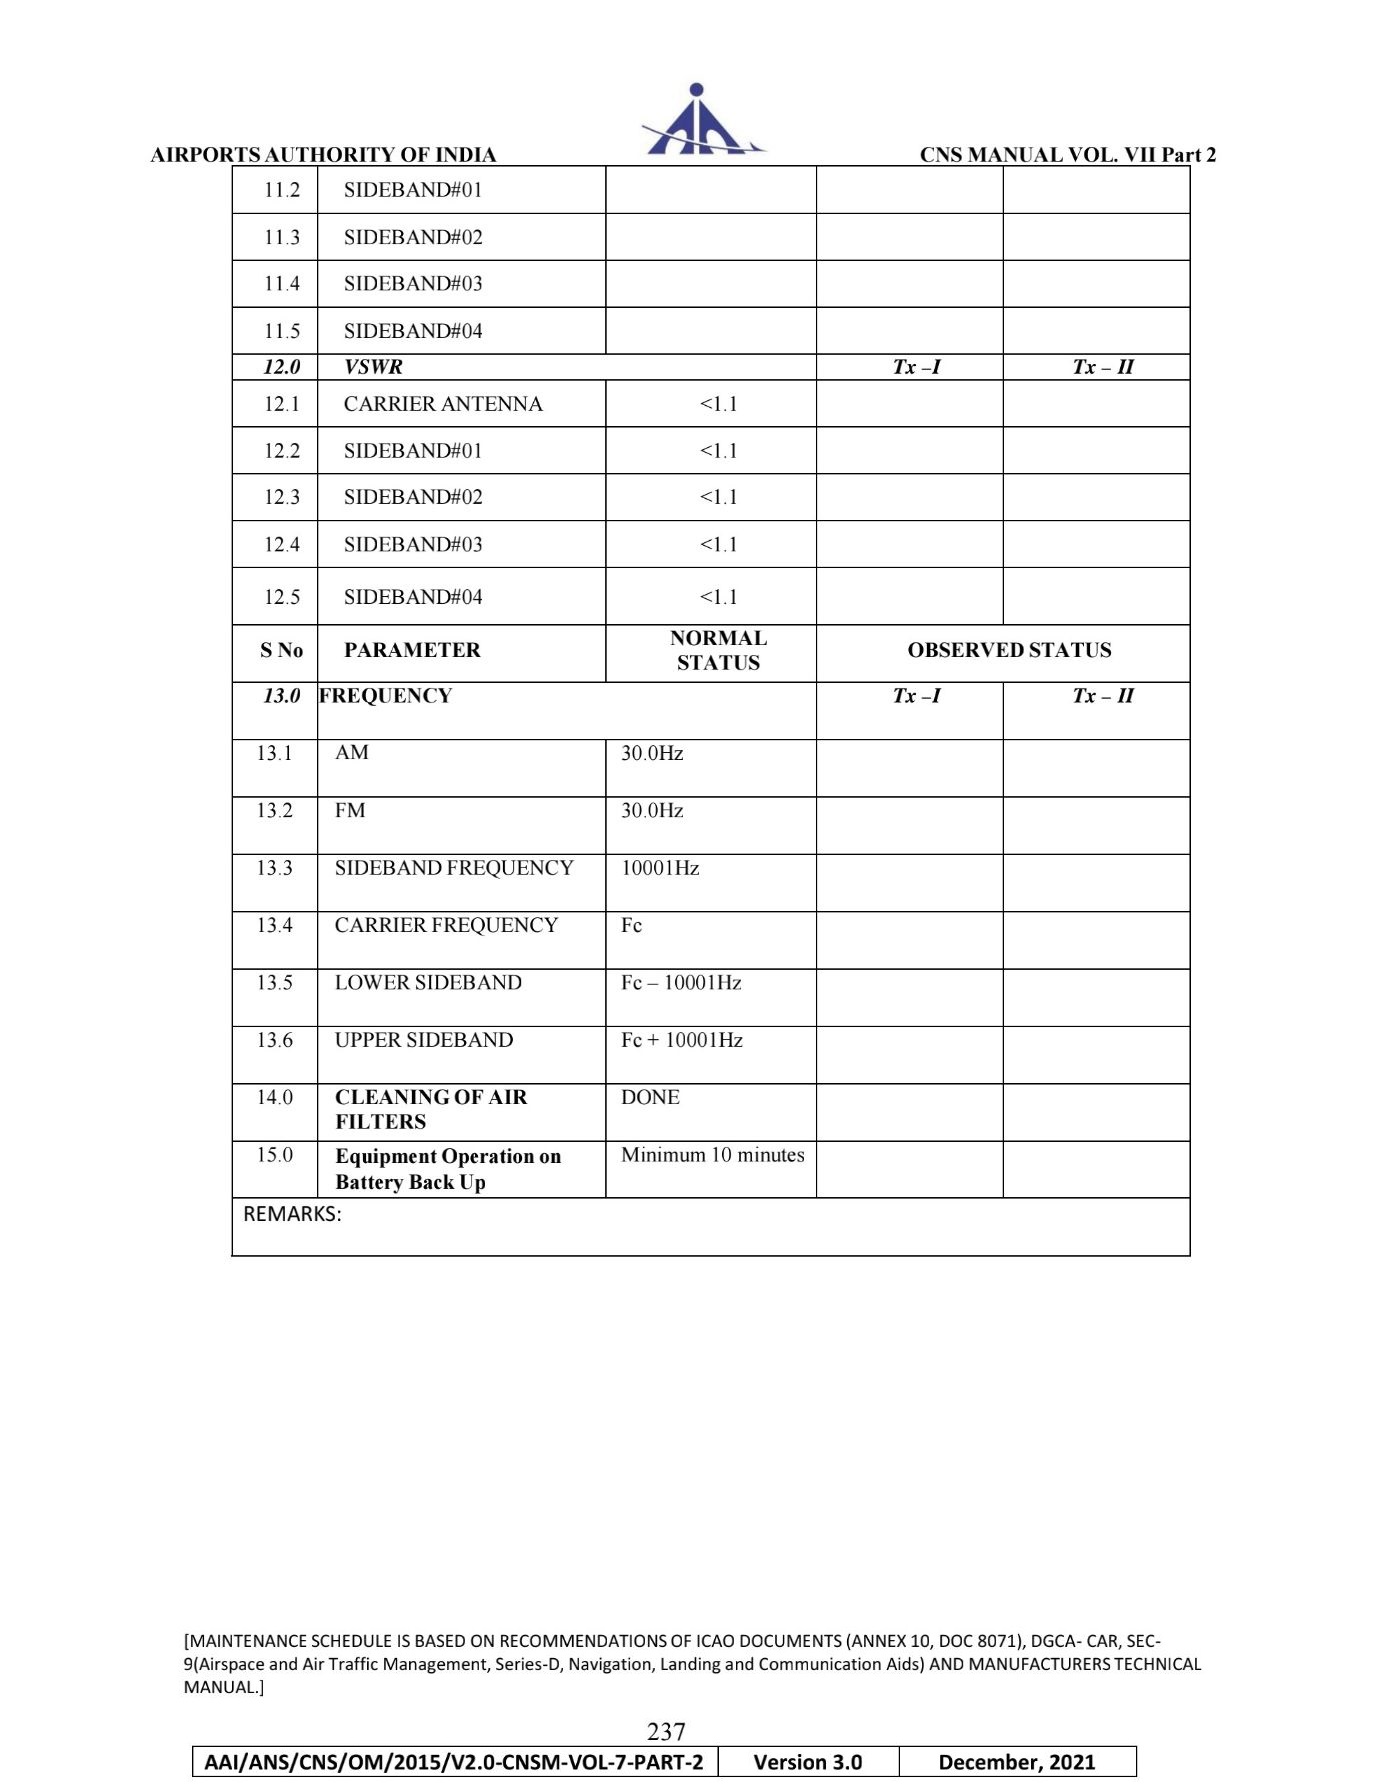 AIRPORTS AUTHORITY OF INDIA CNS MANUAL VOL. VII Part 2
11.2 SIDEBAND#01
11.3 SIDEBAND#02
11.4 SIDEBAND#03
11.5 SIDEBAND#04
12.0 VSWR Tx –I Tx – II
12.1 CARRIER ANTENNA <1.1
12.2 SIDEBAND#01 <1.1
12.3 SIDEBAND#02 <1.1
12.4 SIDEBAND#03 <1.1
12.5 SIDEBAND#04 <1.1
S No PARAMETER NORMAL STATUS OBSERVED STATUS
13.0 FREQUENCY Tx –I Tx – II
13.1 AM 30.0Hz
13.2 FM 30.0Hz
13.3 SIDEBAND FREQUENCY 10001Hz
13.4 CARRIER FREQUENCY Fc
13.5 LOWER SIDEBAND Fc – 10001Hz
13.6 UPPER SIDEBAND Fc + 10001Hz
14.0 CLEANING OF AIR FILTERS DONE
15.0 Equipment Operation on Battery Back Up Minimum 10 minutes
REMARKS:
[MAINTENANCE SCHEDULE IS BASED ON RECOMMENDATIONS OF ICAO DOCUMENTS (ANNEX 10, DOC 8071), DGCA- CAR, SEC-
9(Airspace and Air Traffic Management, Series-D, Navigation, Landing and Communication Aids) AND MANUFACTURERS TECHNICAL
MANUAL.]
237
AAI/ANS/CNS/OM/2015/V2.0-CNSM-VOL-7-PART-2 Version 3.0 December, 2021